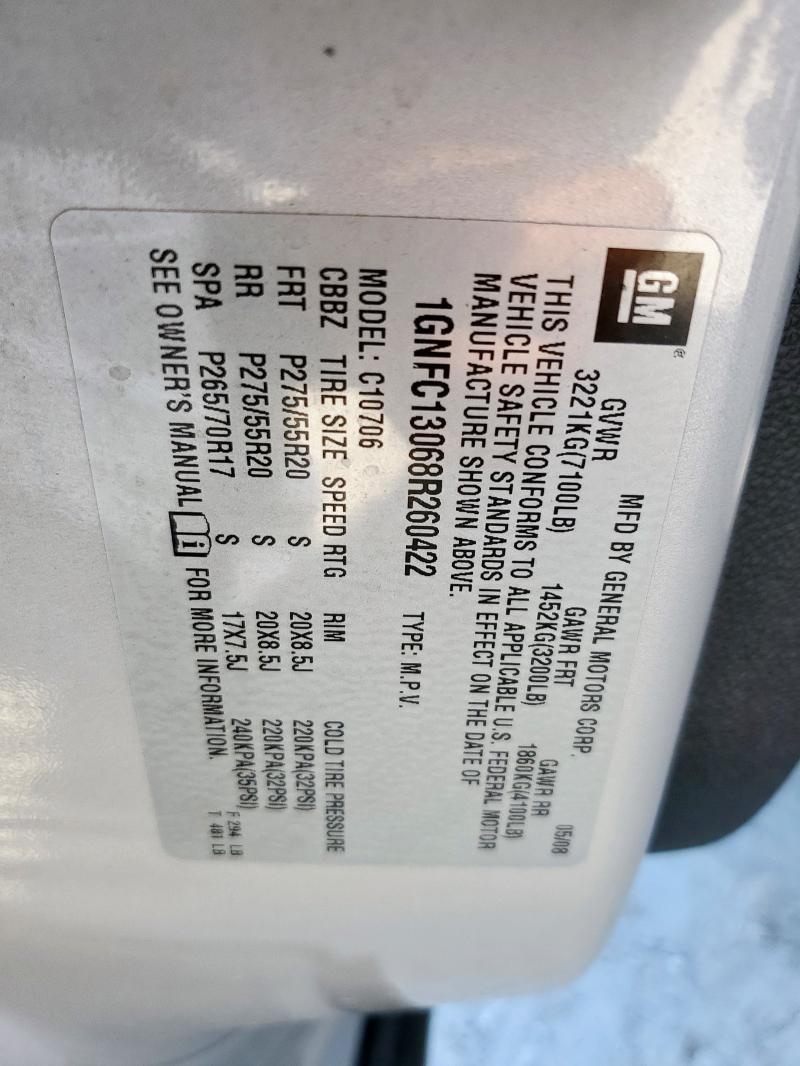 GM®
MFD BY GENERAL MOTORS CORP.
05/08
GVWR GAWR FRT GAWR RR
3221KG(7100LB) 1452KG(3200LB) 1860KG(4100LB)
THIS VEHICLE CONFORMS TO ALL APPLICABLE U.S. FEDERAL MOTOR
VEHICLE SAFETY STANDARDS IN EFFECT ON THE DATE OF
MANUFACTURE SHOWN ABOVE.
1GNFC13068R260422 TYPE: M.P.V.
MODEL: C10706
CBBZ TIRE SIZE SPEED RTG RIM COLD TIRE PRESSURE
FRT P275/55R20 S 20X8.5J 220KPA(32PSI)
RR P275/55R20 S 20X8.5J 220KPA(32PSI)
SPA P265/70R17 S 17X7.5J 240KPA(35PSI)
SEE OWNER'S MANUAL i FOR MORE INFORMATION.
F 294 LB
T 481 LB